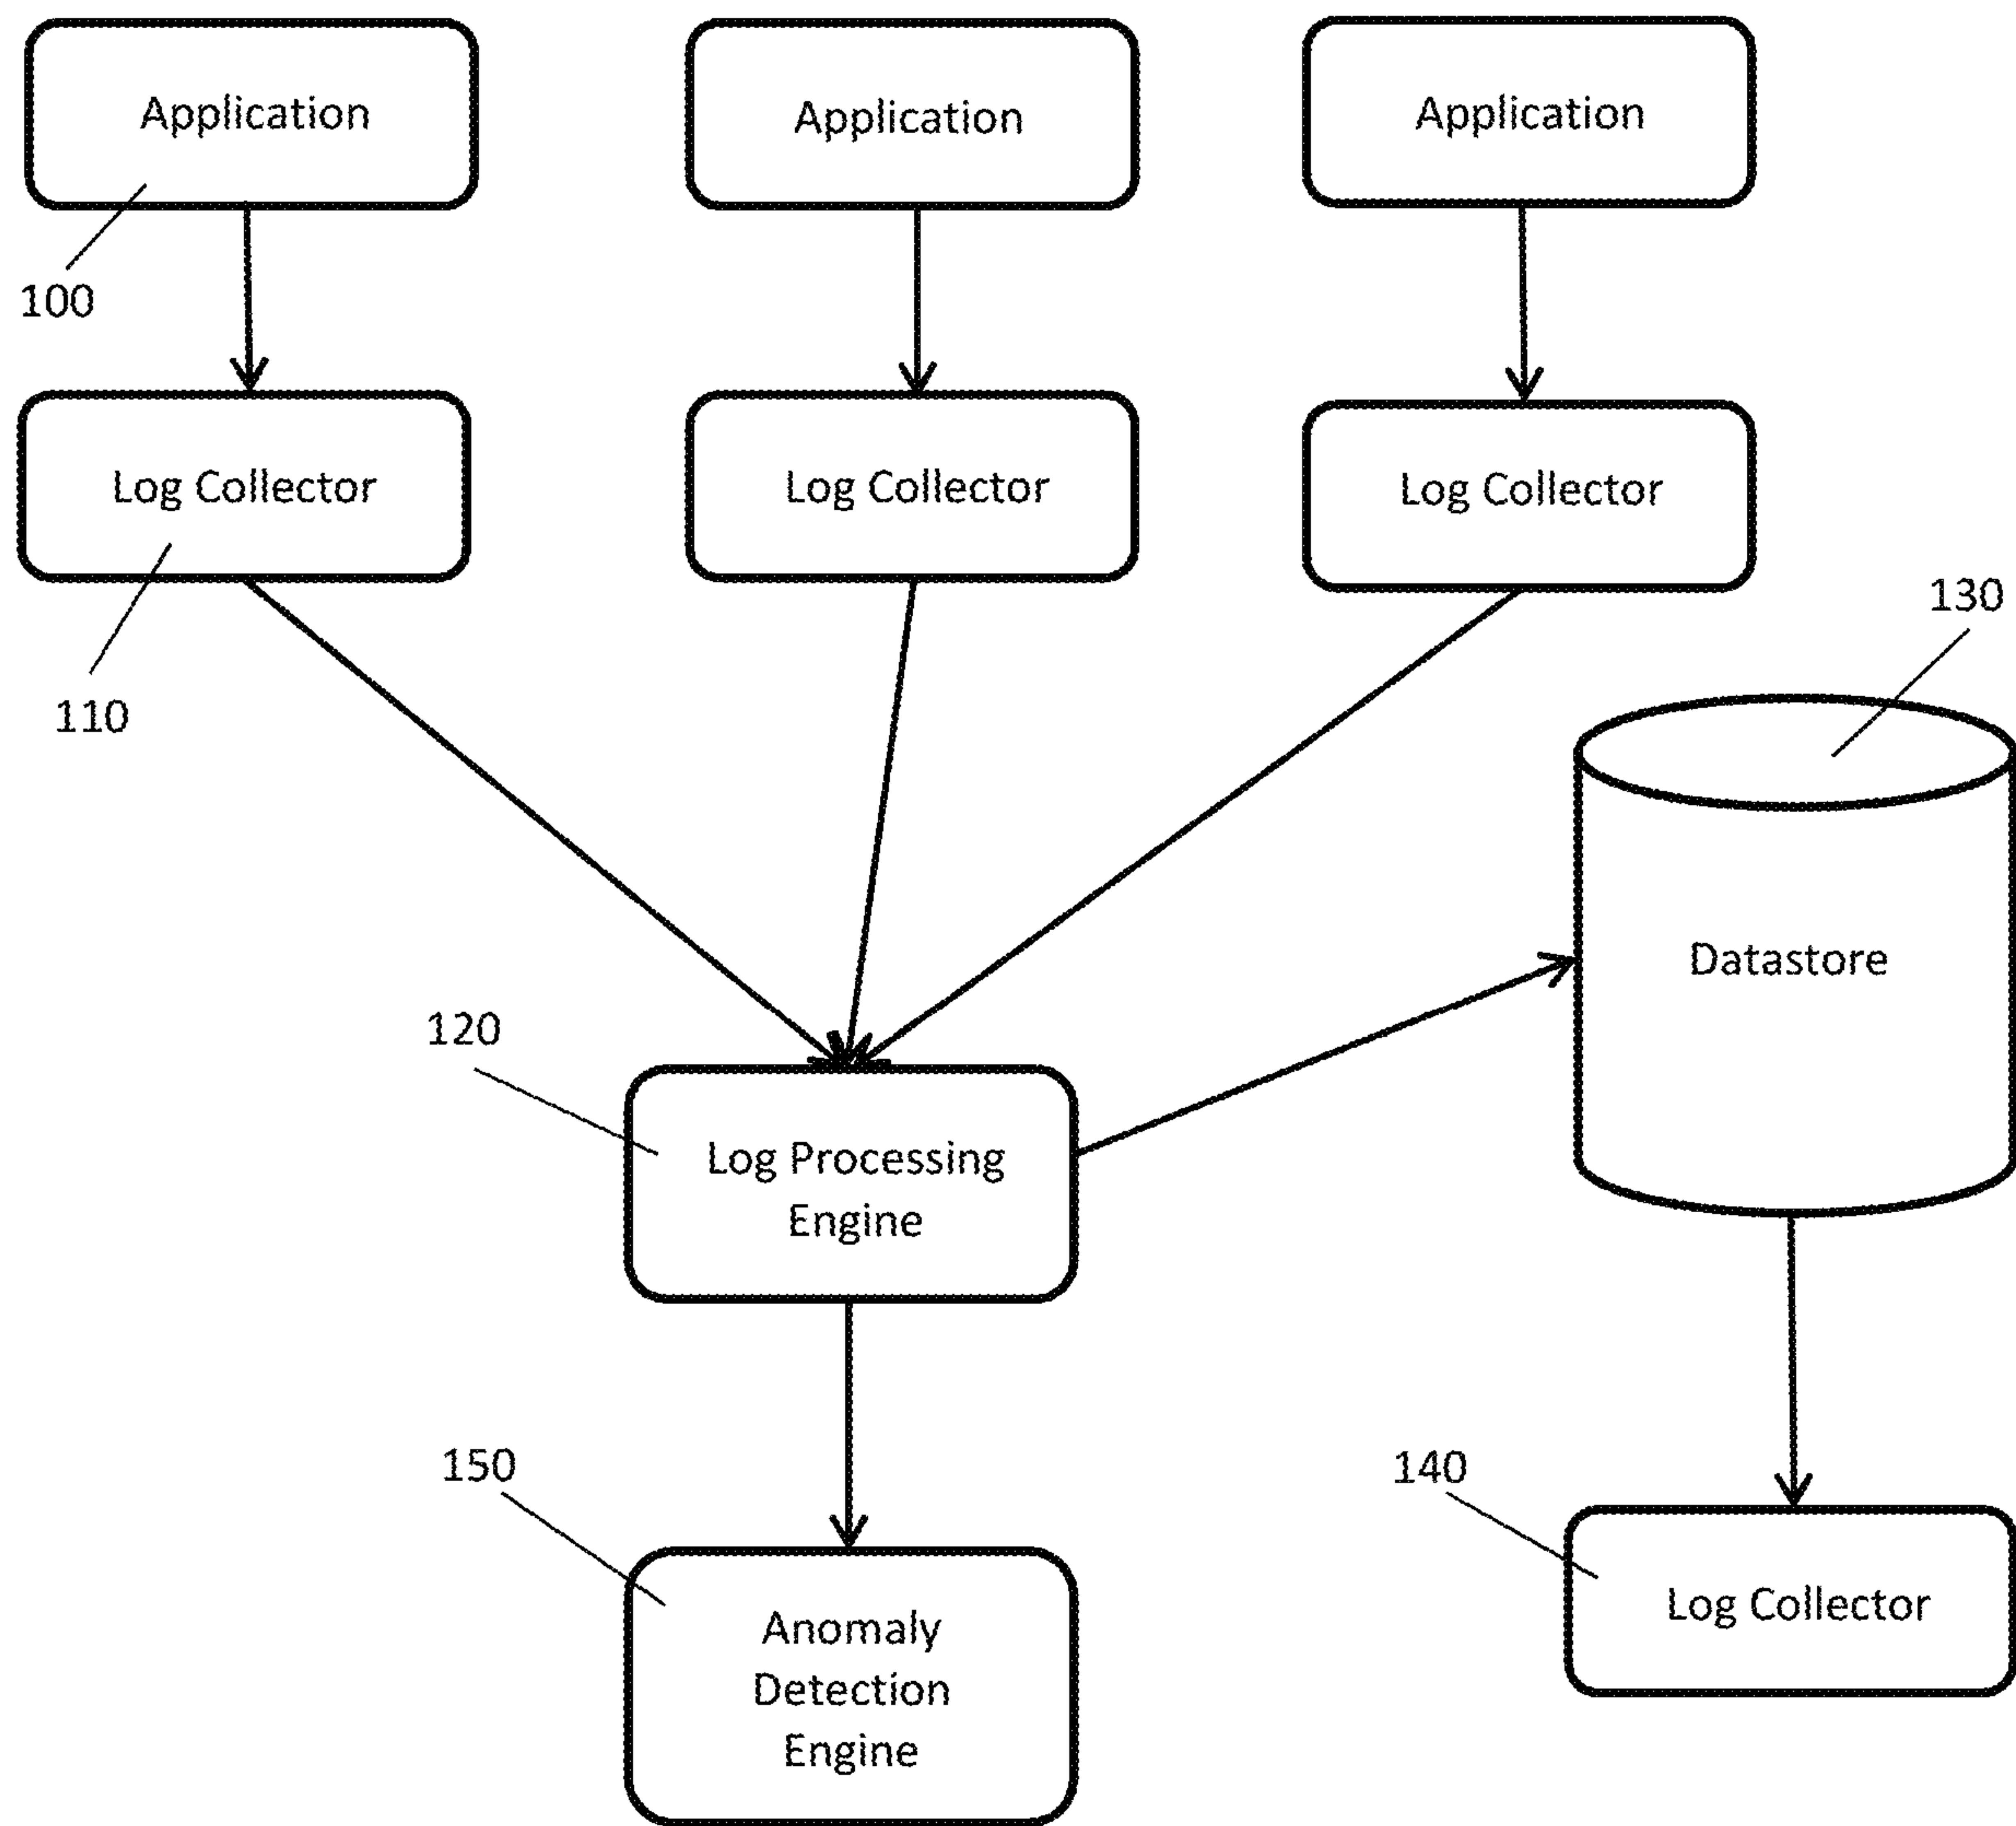 Application
Application
Application
100
Log Collector
Log Collector
Log Collector
130
110
Datastore
120
Log Processing
Engine
150
140
Log Collector
Anomaly
Detection
Engine